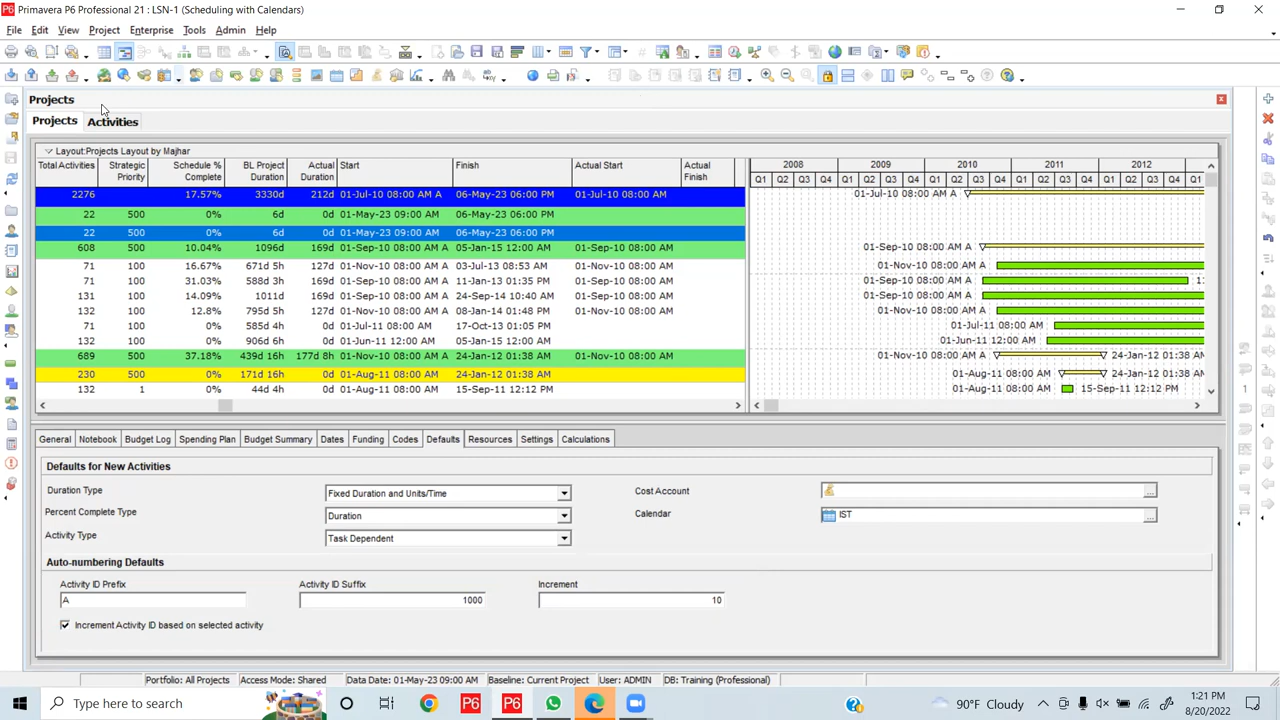 Primavera P6 Professional 21 : LSN-1 (Scheduling with Calendars)
File Edit View Project Enterprise Tools Admin Help
Projects
Projects Activities
Layout:Projects Layout by Majhar
Total Activities Strategic Priority Schedule % Complete BL Project Duration Actual Duration Start Finish Actual Start Actual Finish
2008 2009 2010 2011 2012
Q1 Q2 Q3 Q4 Q1 Q2 Q3 Q4 Q1 Q2 Q3 Q4 Q1 Q2 Q3 Q4 Q1 Q2 Q3 Q4 Q1
2276 17.57% 3330d 212d 01-Jul-10 08:00 AM A 06-May-23 06:00 PM 01-Jul-10 08:00 AM 01-Jul-10 08:00 AM A
22 500 0% 6d 0d 01-May-23 09:00 AM 06-May-23 06:00 PM
22 500 0% 6d 0d 01-May-23 09:00 AM 06-May-23 06:00 PM
608 500 10.04% 1096d 169d 01-Sep-10 08:00 AM A 05-Jan-15 12:00 AM 01-Sep-10 08:00 AM 01-Sep-10 08:00 AM A
71 100 16.67% 671d 5h 127d 01-Nov-10 08:00 AM A 03-Jul-13 08:53 AM 01-Nov-10 08:00 AM 01-Nov-10 08:00 AM A
71 100 31.03% 588d 3h 169d 01-Sep-10 08:00 AM A 11-Jan-13 01:35 PM 01-Sep-10 08:00 AM 01-Sep-10 08:00 AM A 1
131 100 14.09% 1011d 169d 01-Sep-10 08:00 AM A 24-Sep-14 10:40 AM 01-Sep-10 08:00 AM 01-Sep-10 08:00 AM A
132 100 12.8% 795d 5h 127d 01-Nov-10 08:00 AM A 08-Jan-14 01:48 PM 01-Nov-10 08:00 AM 01-Nov-10 08:00 AM A
71 100 0% 585d 4h 0d 01-Jul-11 08:00 AM 17-Oct-13 01:05 PM 01-Jul-11 08:00 AM
132 100 0% 906d 6h 0d 01-Jun-11 12:00 AM 05-Jan-15 12:00 AM 01-Jun-11 12:00 AM
689 500 37.18% 439d 16h 177d 8h 01-Nov-10 08:00 AM A 24-Jan-12 01:38 AM 01-Nov-10 08:00 AM 01-Nov-10 08:00 AM A 24-Jan-12 01:38 A
230 500 0% 171d 16h 0d 01-Aug-11 08:00 AM 24-Jan-12 01:38 AM 01-Aug-11 08:00 AM 24-Jan-12 01:38 A
132 1 0% 44d 4h 0d 01-Aug-11 08:00 AM 15-Sep-11 12:12 PM 01-Aug-11 08:00 AM 15-Sep-11 12:12 PM
General Notebook Budget Log Spending Plan Budget Summary Dates Funding Codes Defaults Resources Settings Calculations
Defaults for New Activities
Duration Type Fixed Duration and Units/Time Cost Account
Percent Complete Type Duration Calendar IST
Activity Type Task Dependent
Auto-numbering Defaults
Activity ID Prefix Activity ID Suffix Increment
A 1000 10
Increment Activity ID based on selected activity
Portfolio: All Projects Access Mode: Shared Data Date: 01-May-23 09:00 AM Baseline: Current Project User: ADMIN DB: Training (Professional)
Type here to search
90°F Cloudy
1:21 PM
8/20/2022